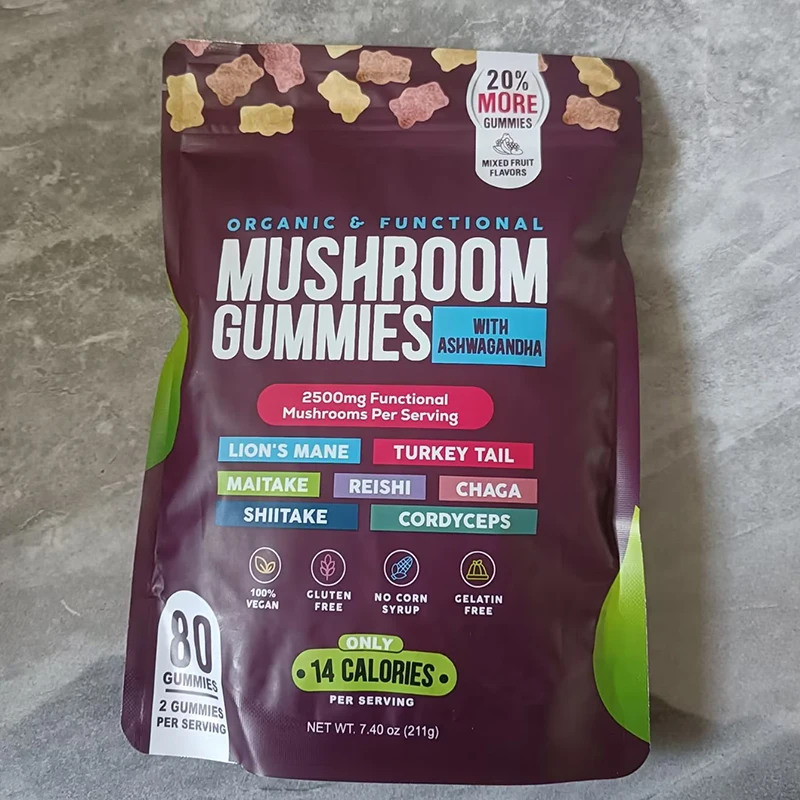 20%
MORE
GUMMIES
MIXED FRUIT
FLAVORS
ORGANIC & FUNCTIONAL
MUSHROOM
GUMMIES
WITH
ASHWAGANDHA
2500mg Functional
Mushrooms Per Serving
LION'S MANE
TURKEY TAIL
MAITAKE
REISHI
CHAGA
SHIITAKE
CORDYCEPS
100%
VEGAN
GLUTEN
FREE
NO CORN
SYRUP
GELATIN
FREE
80
GUMMIES
2 GUMMIES
PER SERVING
ONLY
• 14 CALORIES •
PER SERVING
NET WT. 7.40 oz (211g)